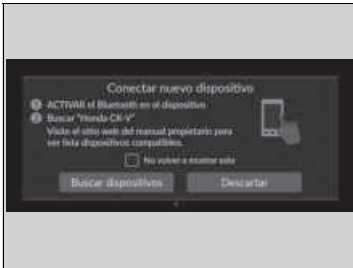 Conectar nuevo dispositivo
1 ACTIVAR el Bluetooth en el dispositivo
2 Buscar "Honda CR-V"
Visite el sitio web del manual propietario para
ver lista dispositivos compatibles.
No volver a mostrar esto
Buscar dispositivos Descartar